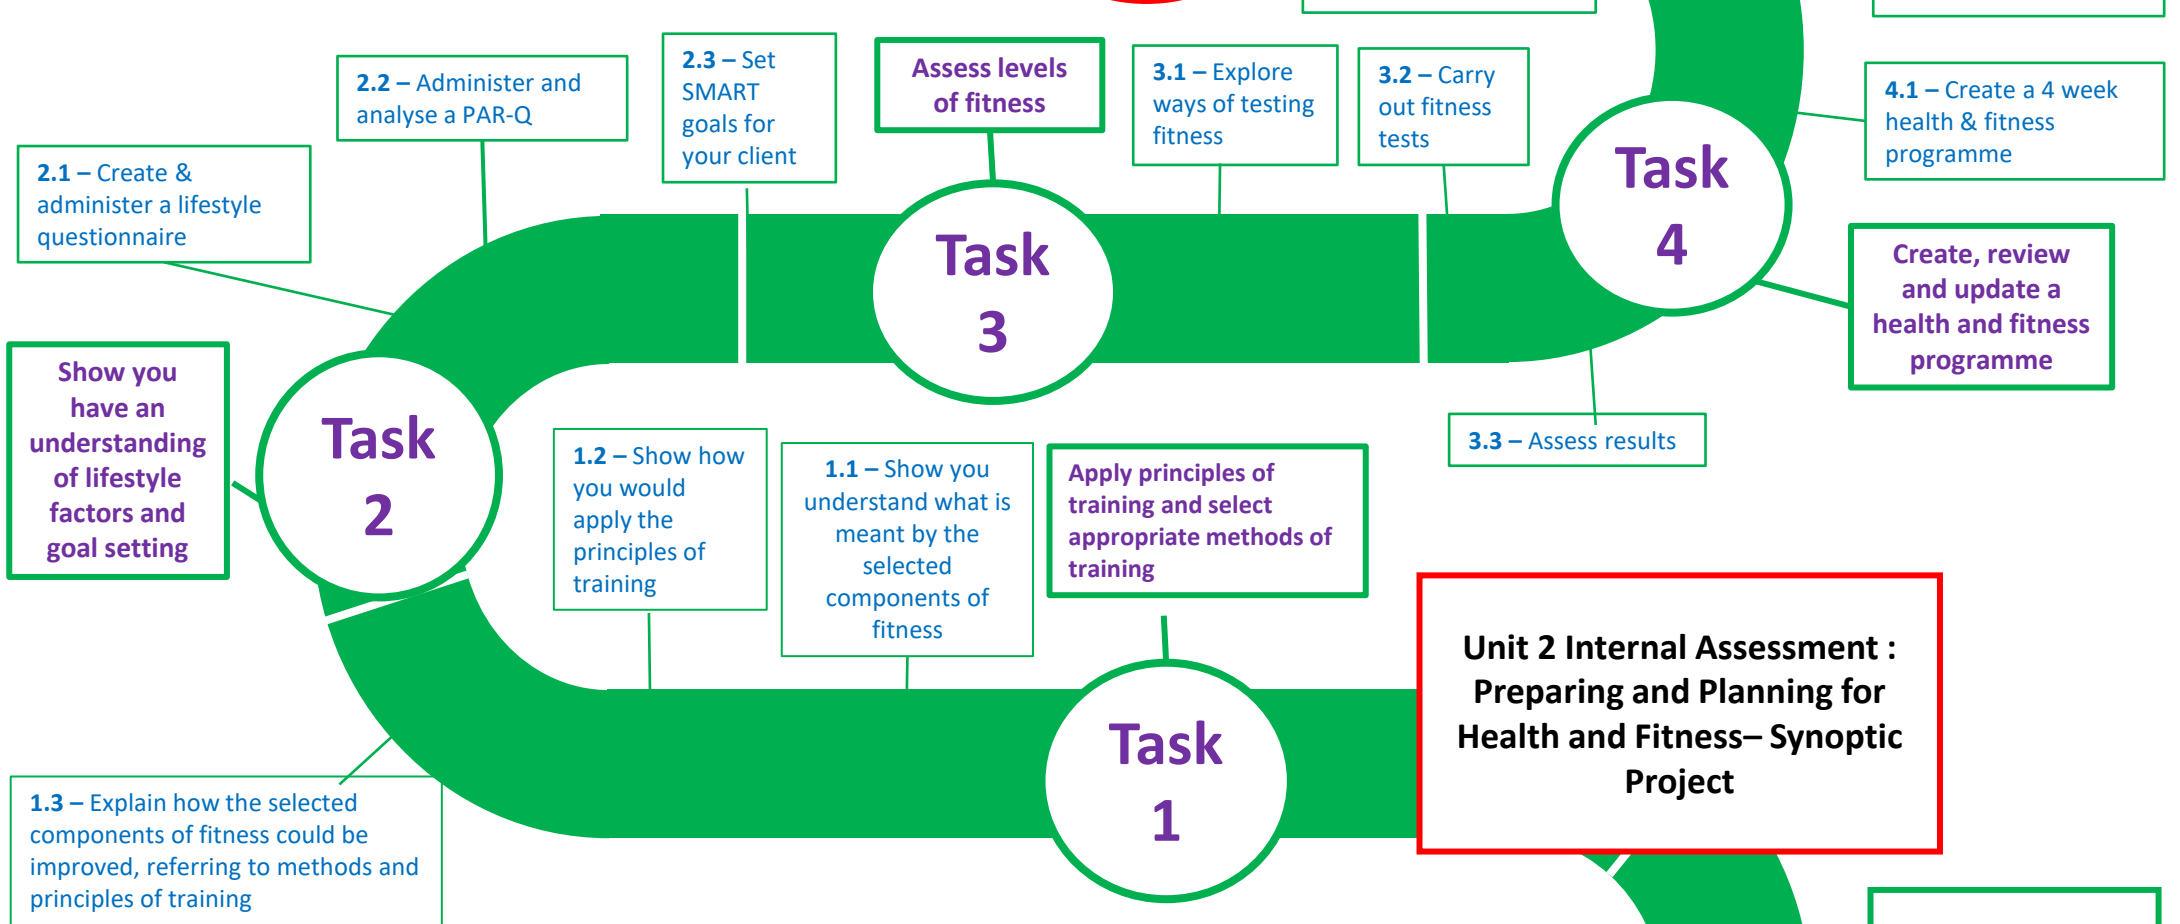 2.3 – Set
SMART
goals for
your client
Assess levels
of fitness
3.1 – Explore
ways of testing
fitness
3.2 – Carry
out fitness
tests
2.2 – Administer and
analyse a PAR-Q
4.1 – Create a 4 week
health & fitness
programme
2.1 – Create &
administer a lifestyle
questionnaire
Task
4
Task
3
Create, review
and update a
health and fitness
programme
Show you
have an
understanding
of lifestyle
factors and
goal setting
Task
2
3.3 – Assess results
1.2 – Show how
you would
apply the
principles of
training
1.1 – Show you
understand what is
meant by the
selected
components of
fitness
Apply principles of
training and select
appropriate methods of
training
Unit 2 Internal Assessment :
Preparing and Planning for
Health and Fitness– Synoptic
Project
Task
1
1.3 – Explain how the selected
components of fitness could be
improved, referring to methods and
principles of training